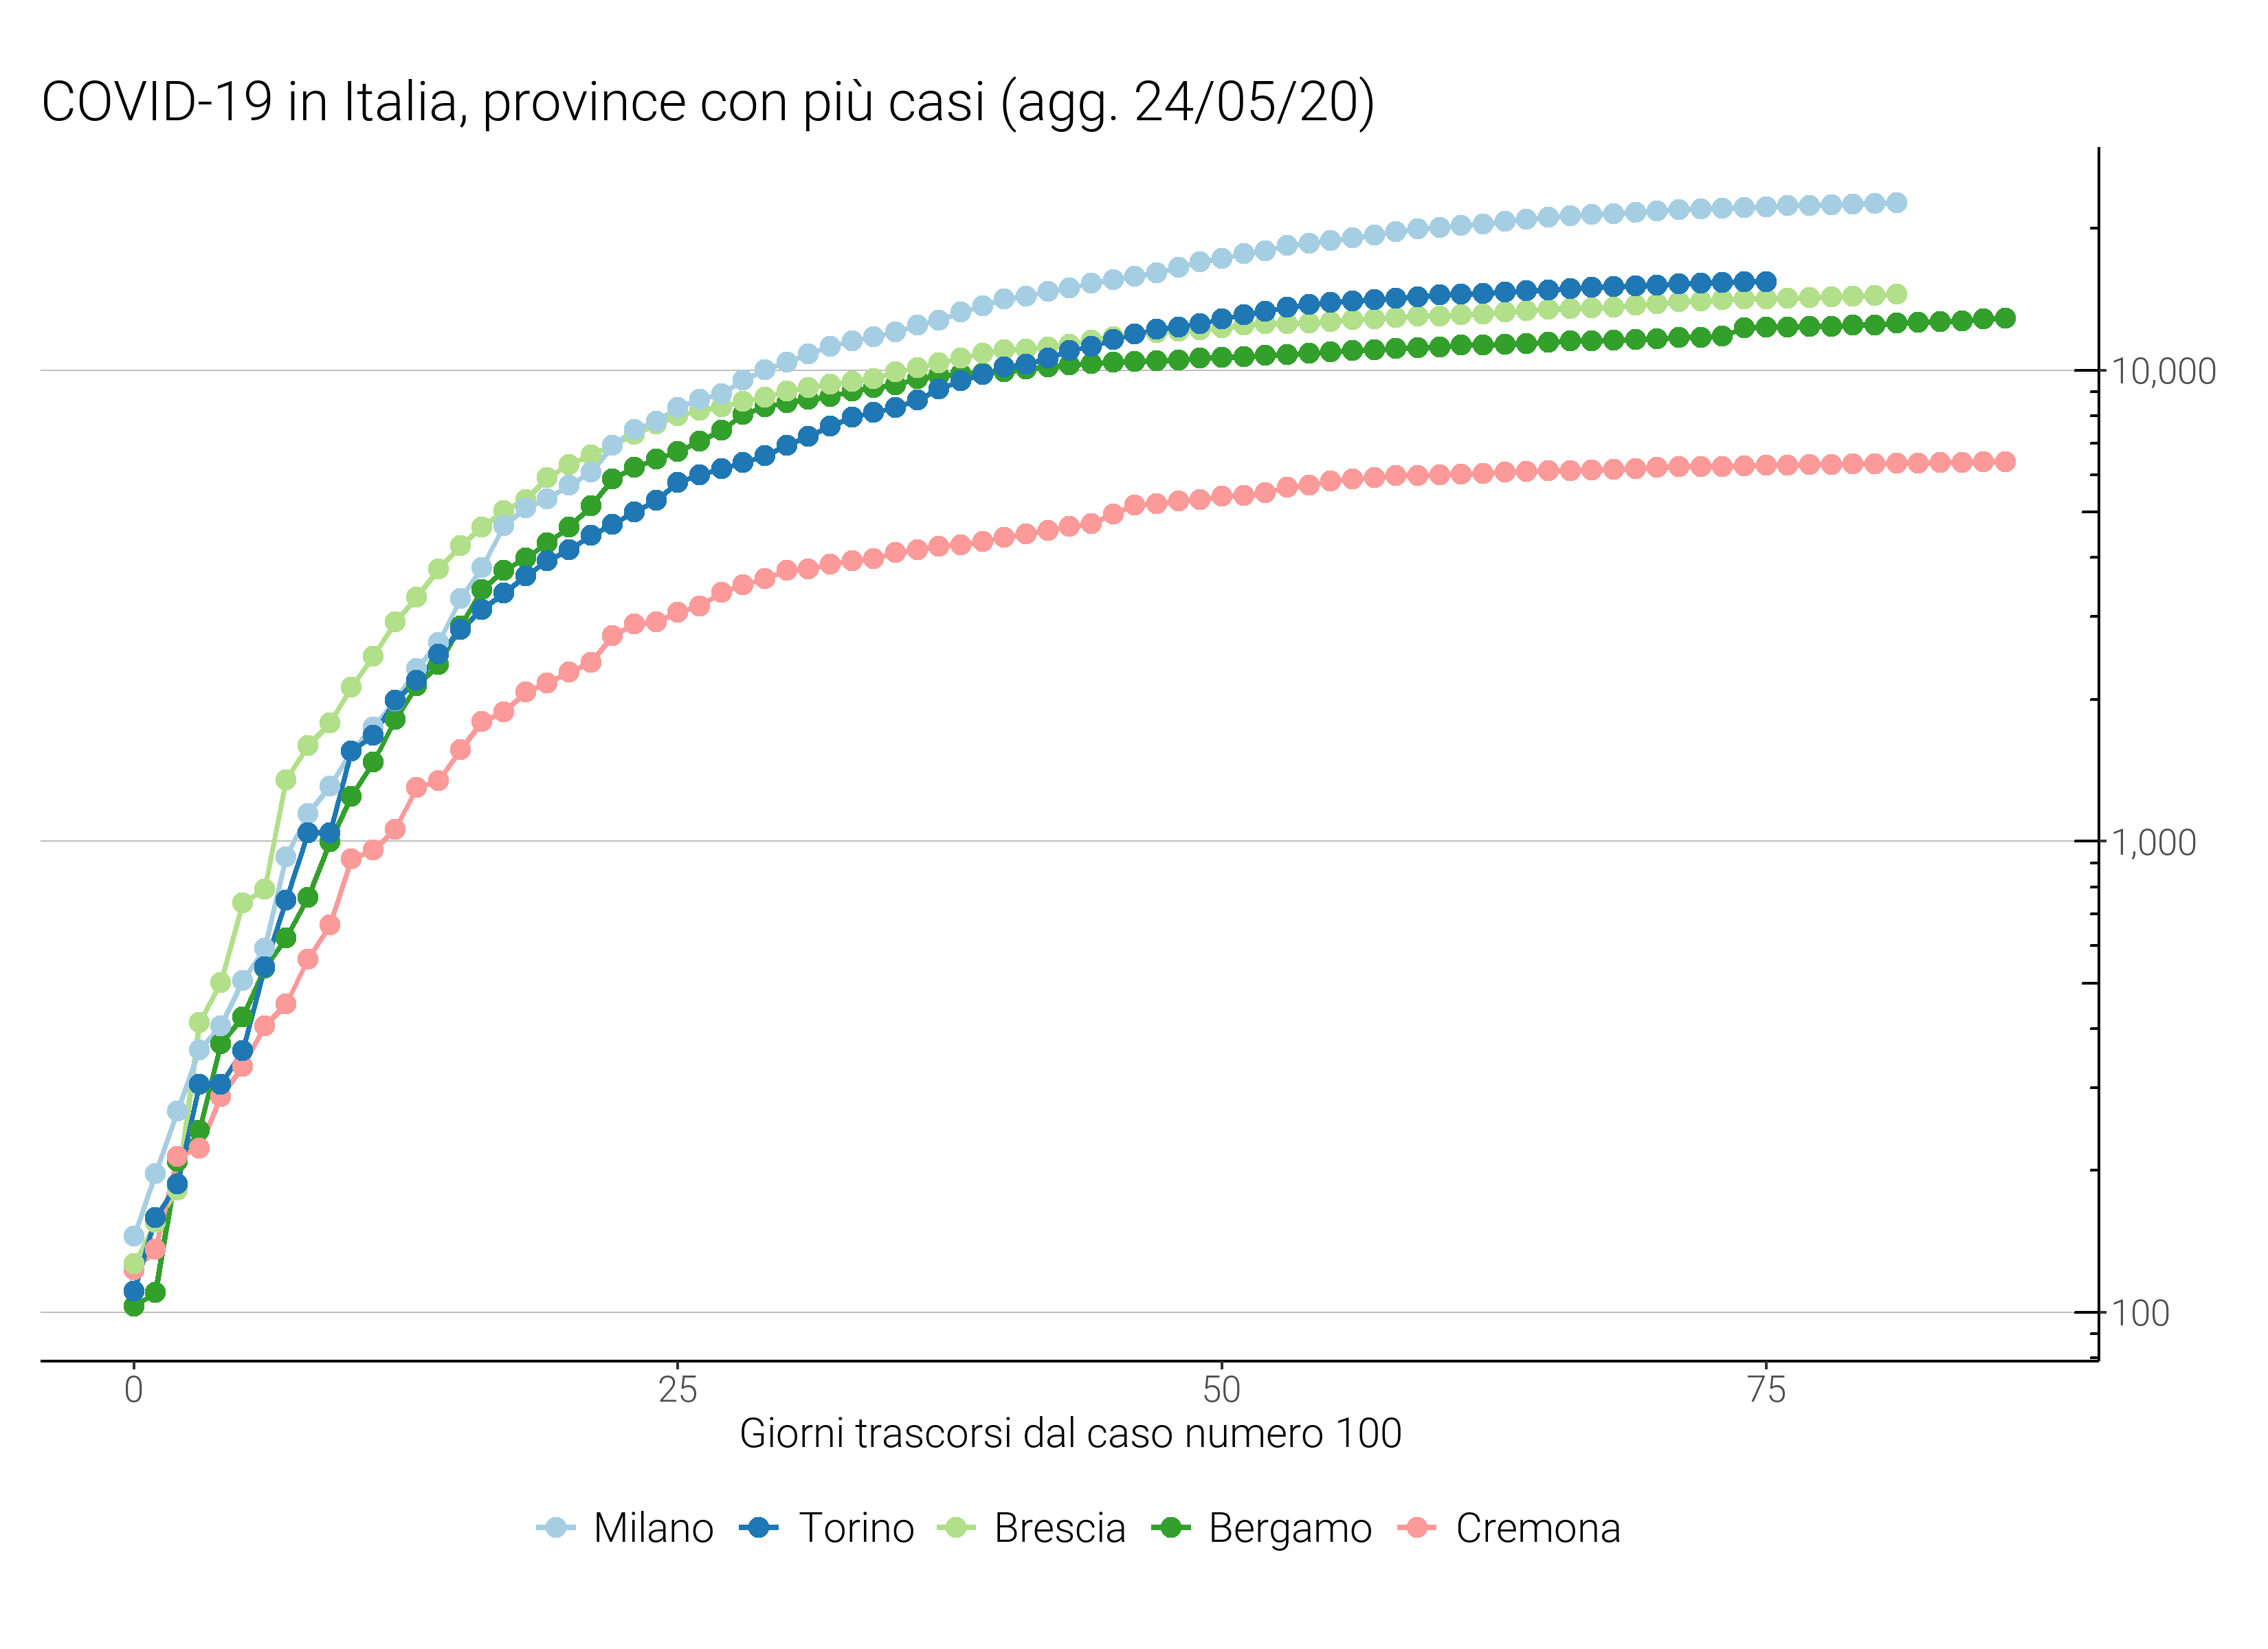 COVID-19 in Italia, province con più casi (agg. 24/05/20)
10,000
1,000
100
0 25 50 75
Giorni trascorsi dal caso numero 100
Milano Torino Brescia Bergamo Cremona